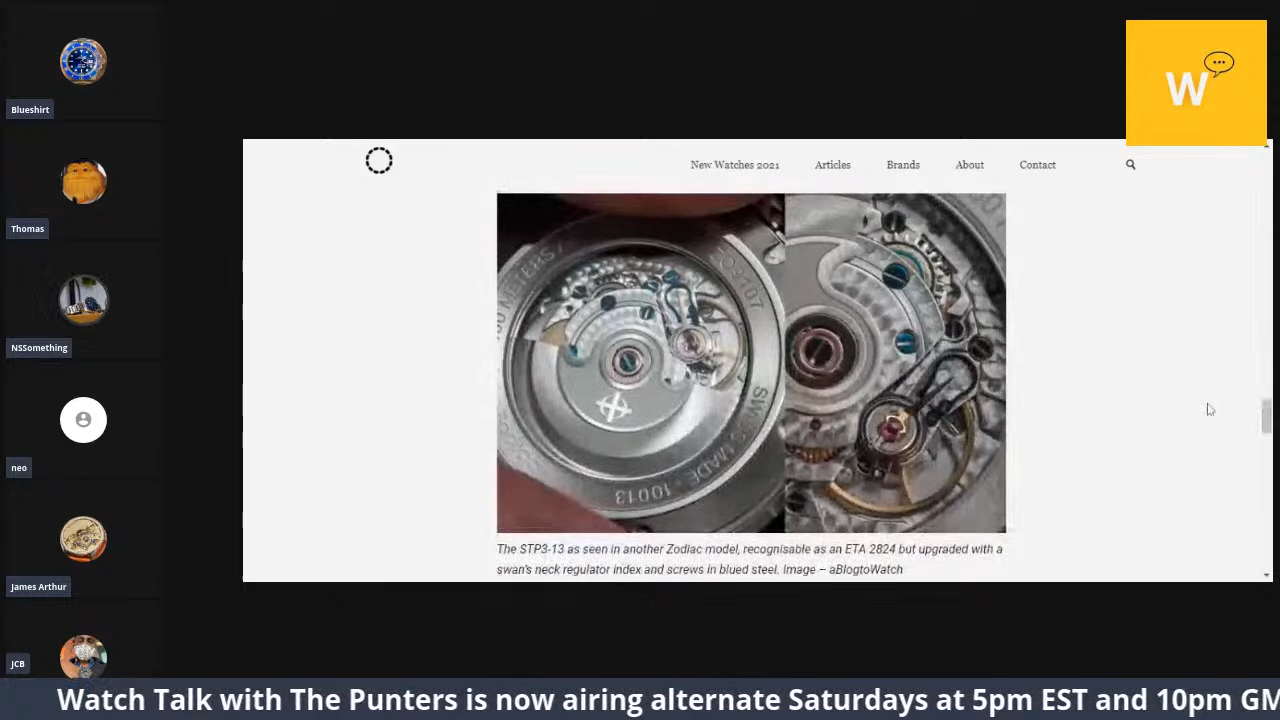 Blueshirt
Thomas
NSSomething
neo
James Arthur
JCB
W
New Watches 2021 Articles Brands About Contact
10013
The STP3-13 as seen in another Zodiac model, recognisable as an ETA 2824 but upgraded with a
swan's neck regulator index and screws in blued steel. Image – aBlogtoWatch
Watch Talk with The Punters is now airing alternate Saturdays at 5pm EST and 10pm GM